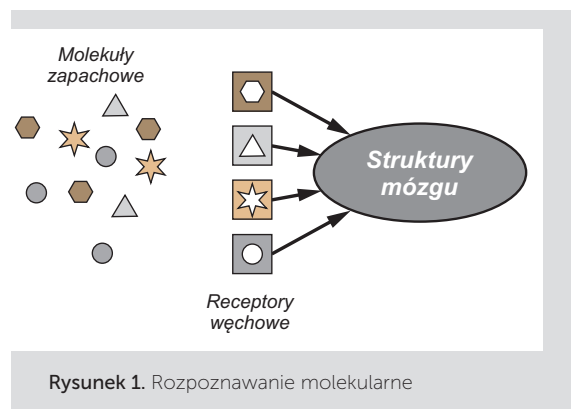 Molekuły
zapachowe
Struktury
mózgu
Receptory
węchowe
Rysunek 1. Rozpoznawanie molekularne